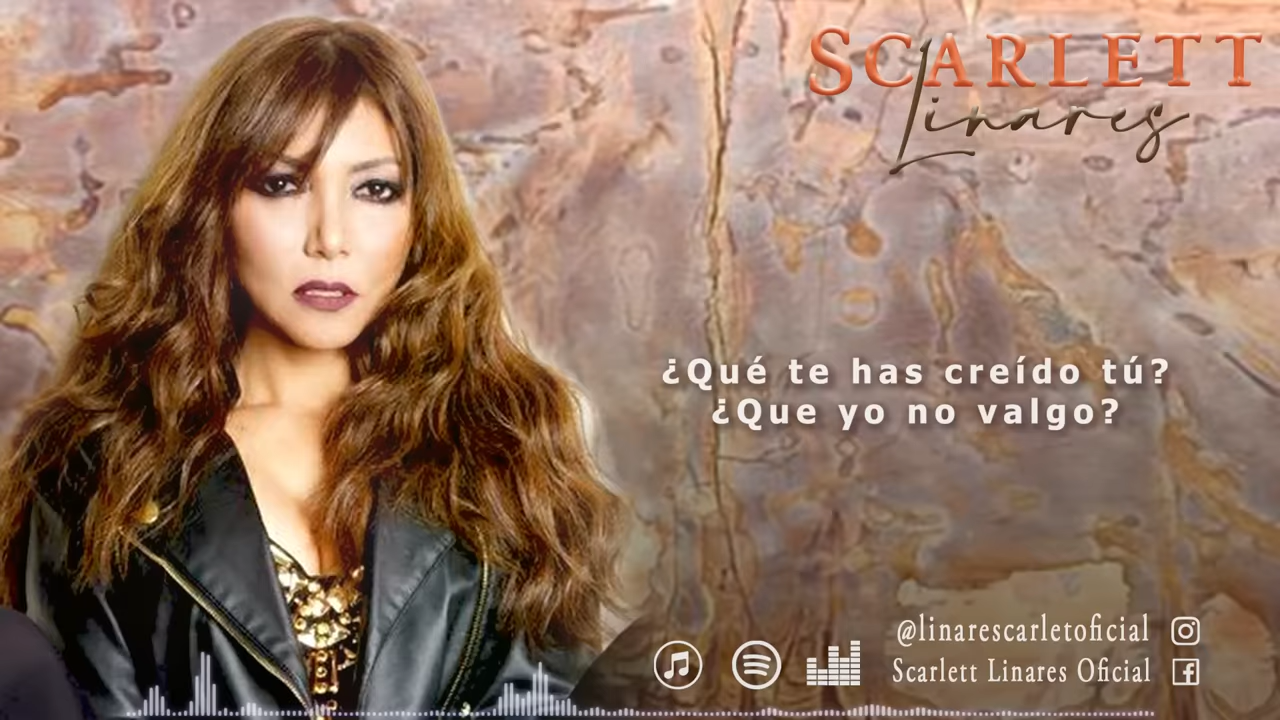 SCARLETT
Linares
¿Qué te has creído tú?
¿Que yo no valgo?
@linarescarletoficial
Scarlett Linares Oficial